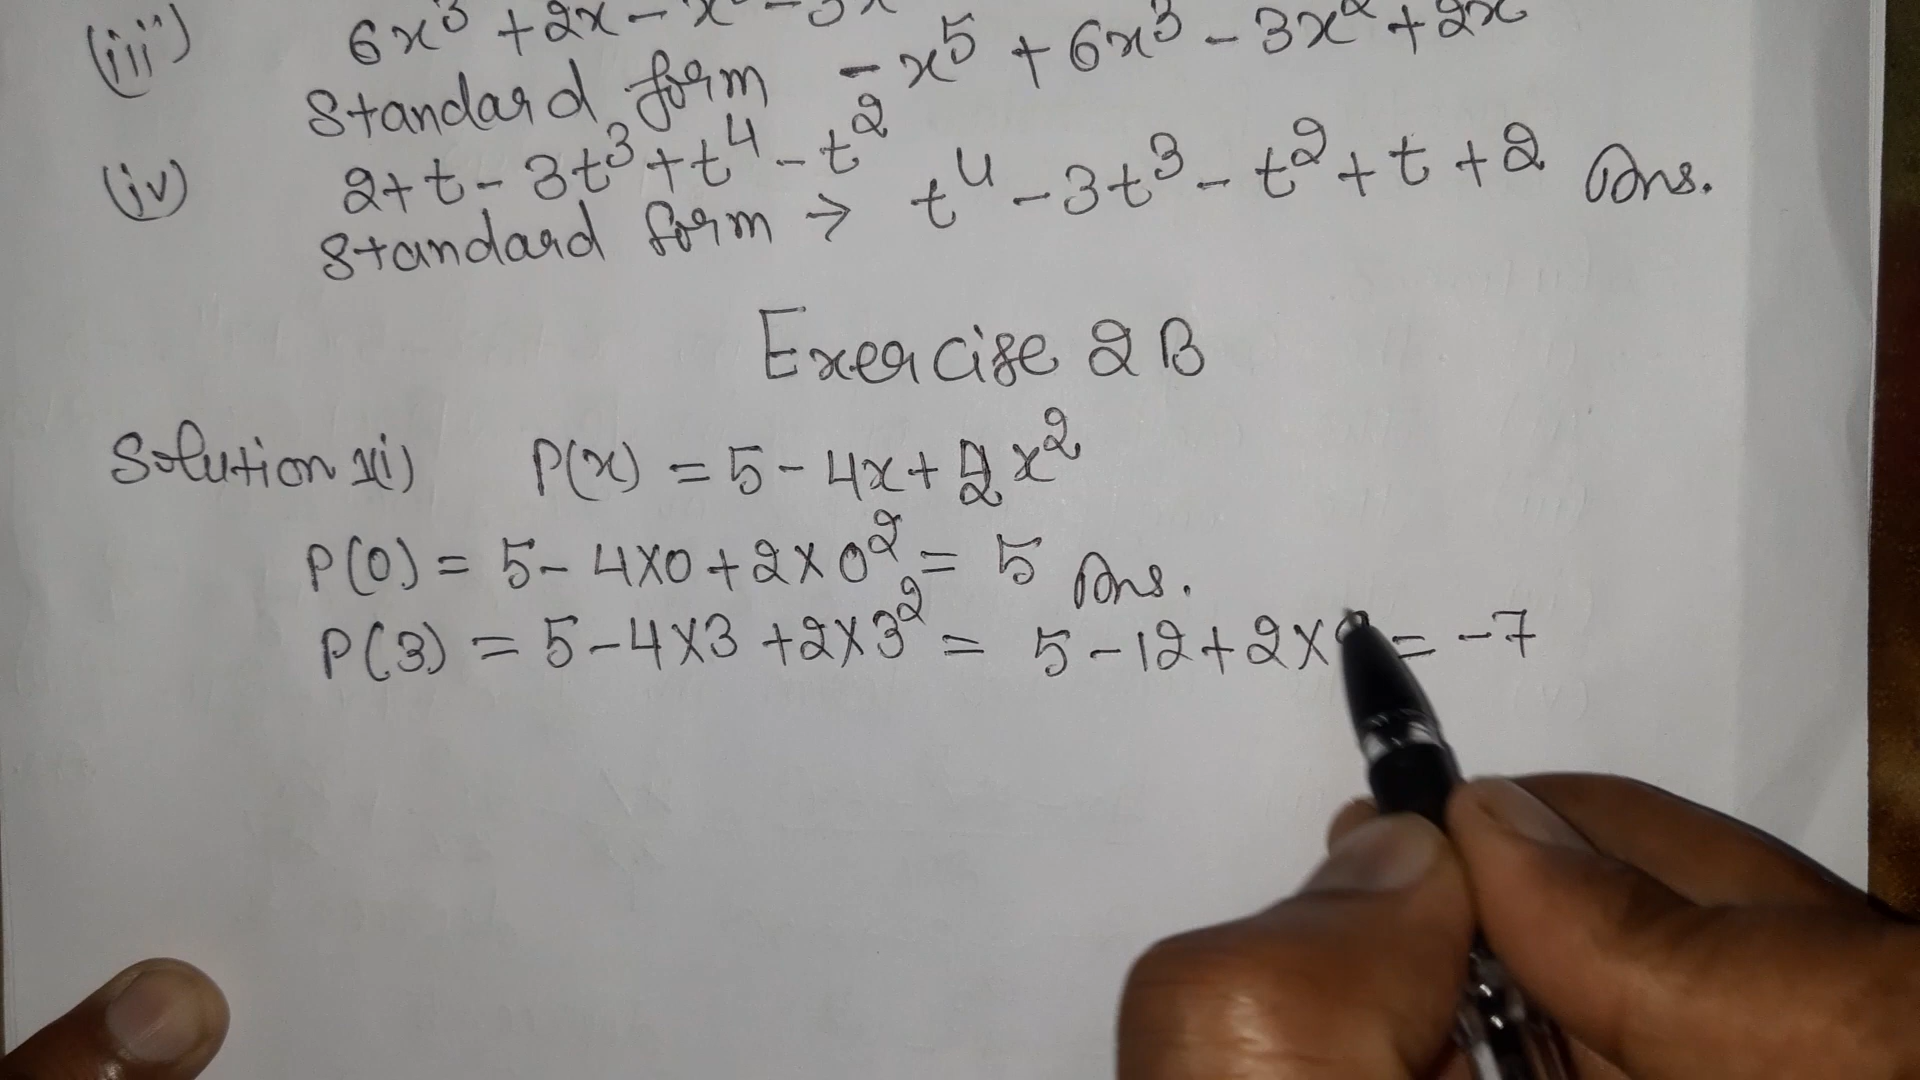 (iii) 6x³ + 2x - x
Standard form - x⁵ + 6x³ - 3x² + 2x
(iv) 2 + t - 3t³ + t⁴ - t²
Standard form → t⁴ - 3t³ - t² + t + 2 Ans.
Exercise 2B
Solution 1(i) P(x) = 5 - 4x + 2x²
P(0) = 5 - 4×0 + 2×0² = 5 Ans.
P(3) = 5 - 4×3 + 2×3² = 5 - 12 + 2× = -7